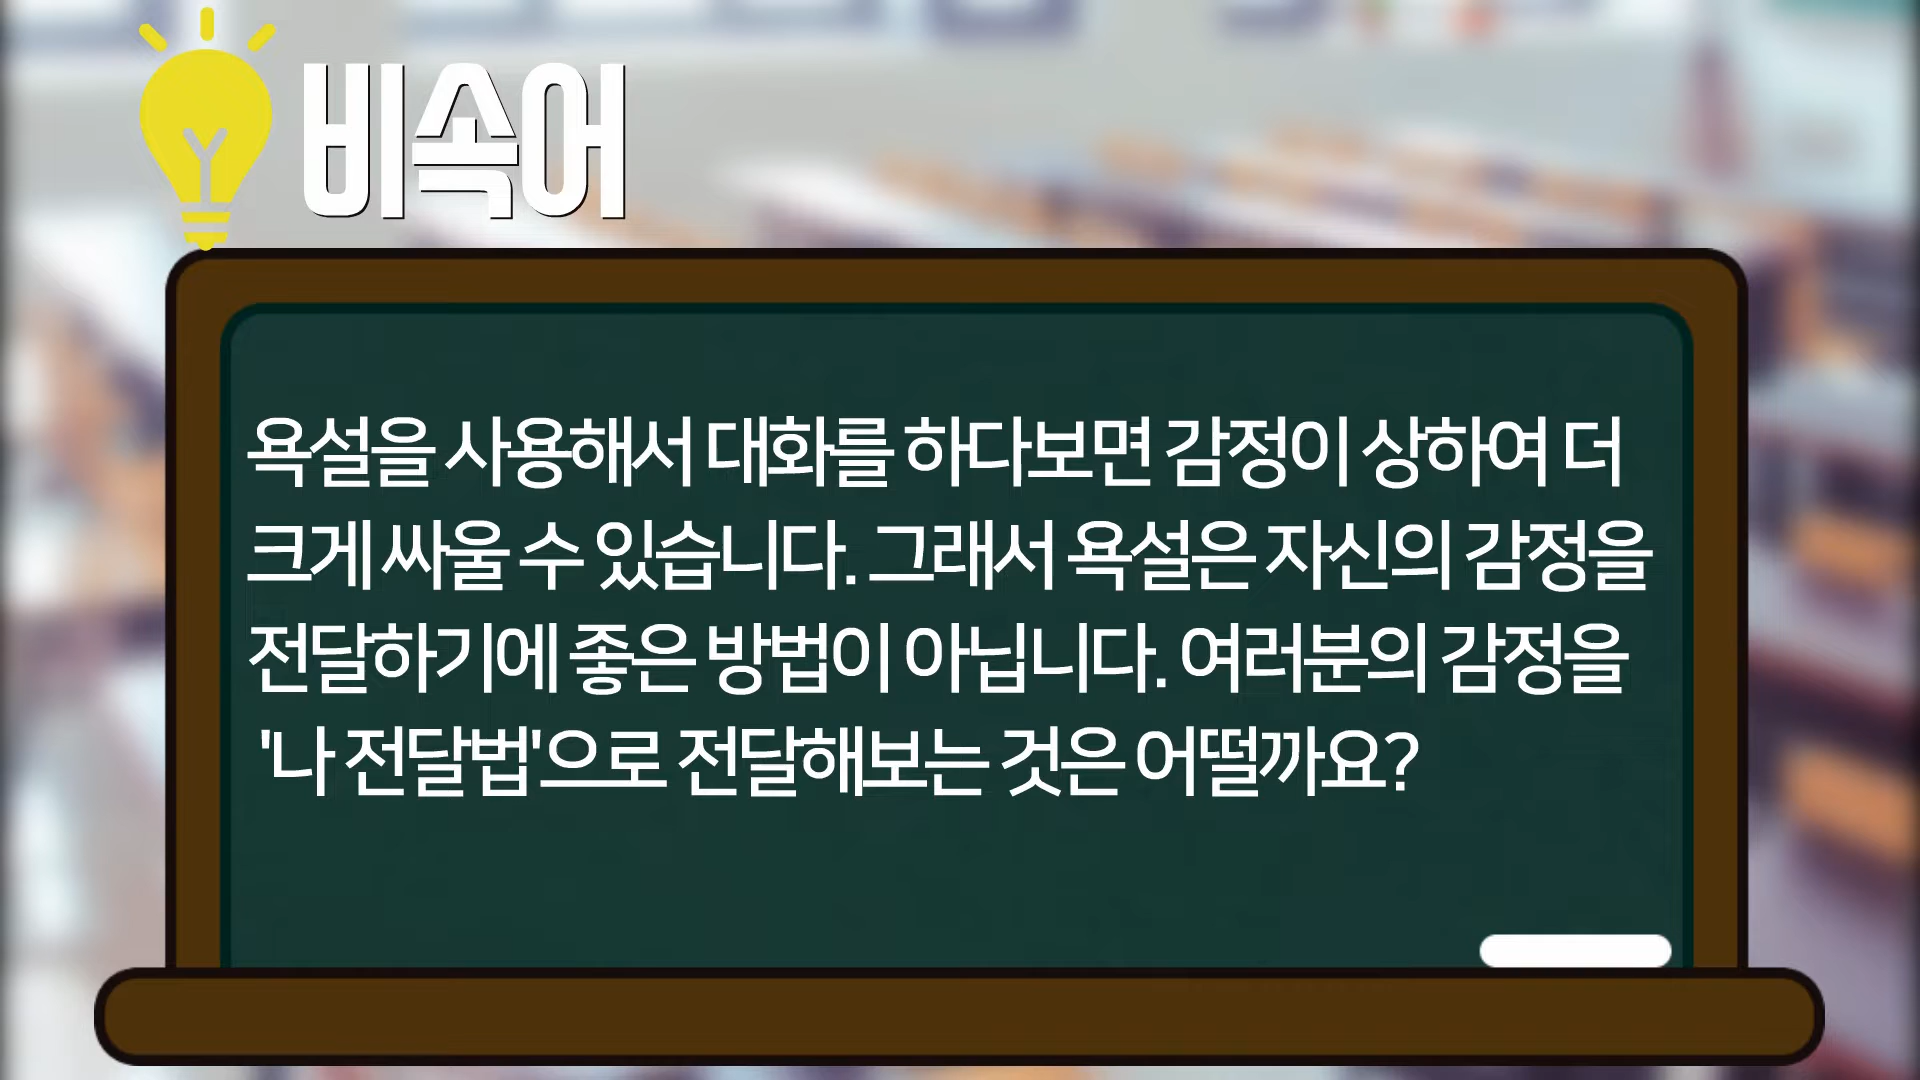 비속어
욕설을 사용해서 대화를 하다보면 감정이 상하여 더
크게 싸울 수 있습니다. 그래서 욕설은 자신의 감정을
전달하기에 좋은 방법이 아닙니다. 여러분의 감정을
'나 전달법'으로 전달해보는 것은 어떨까요?